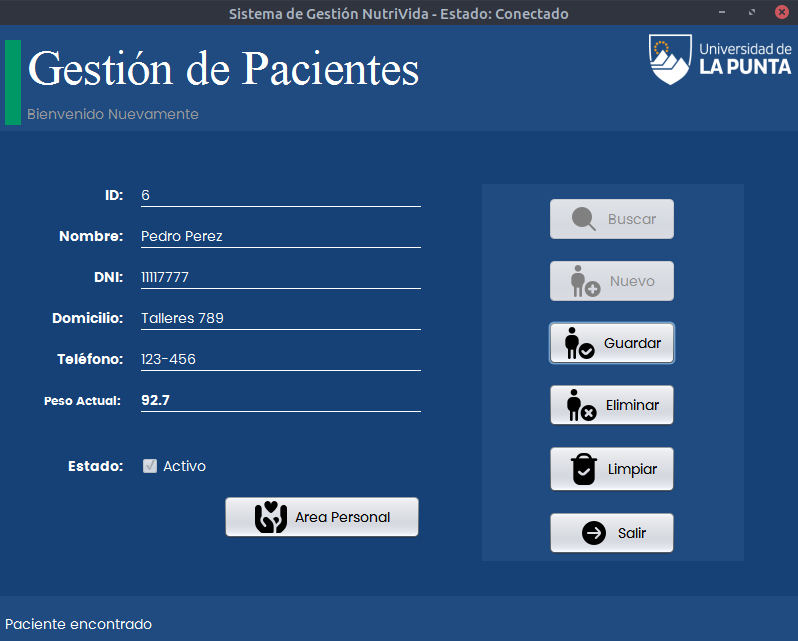 Sistema de Gestión NutriVida - Estado: Conectado
Gestión de Pacientes
Bienvenido Nuevamente
Universidad de
LA PUNTA
ID: 6
Nombre: Pedro Perez
DNI: 11117777
Domicilio: Talleres 789
Teléfono: 123-456
Peso Actual: 92.7
Estado: Activo
Area Personal
Buscar
Nuevo
Guardar
Eliminar
Limpiar
Salir
Paciente encontrado